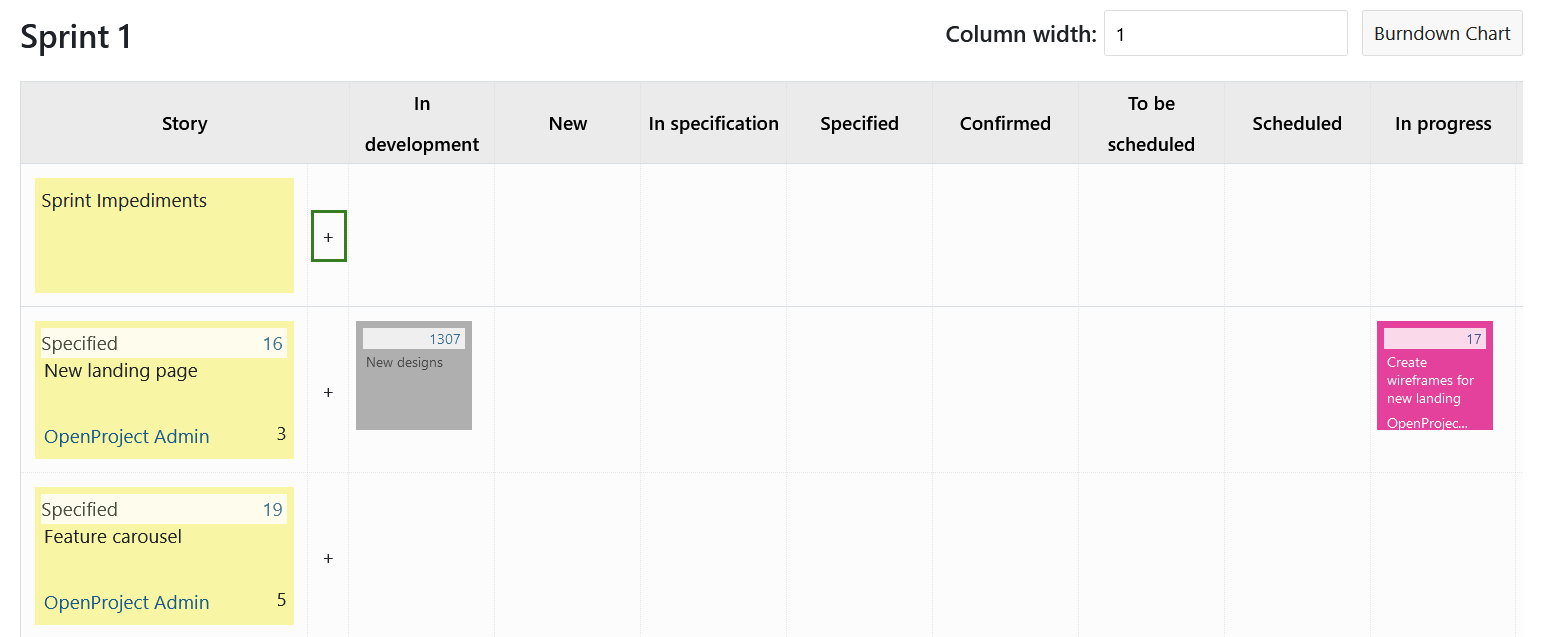 Sprint 1
Column width: 1
Burndown Chart
Story
In
development
New
In specification
Specified
Confirmed
To be
scheduled
Scheduled
In progress
Sprint Impediments
+
Specified 16
New landing page
OpenProject Admin 3
+
1307
New designs
17
Create
wireframes for
new landing
OpenProjec...
Specified 19
Feature carousel
OpenProject Admin 5
+